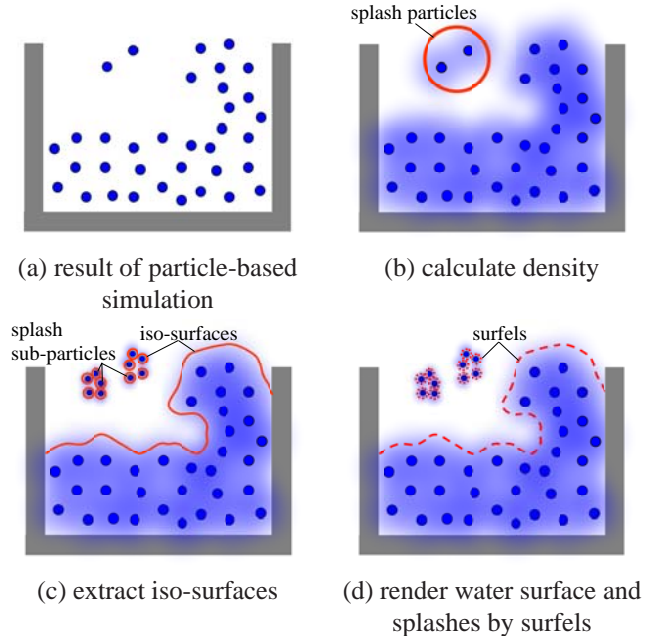 splash particles
(a) result of particle-based
simulation
(b) calculate density
splash
sub-particles
iso-surfaces
surfels
(c) extract iso-surfaces
(d) render water surface and
splashes by surfels